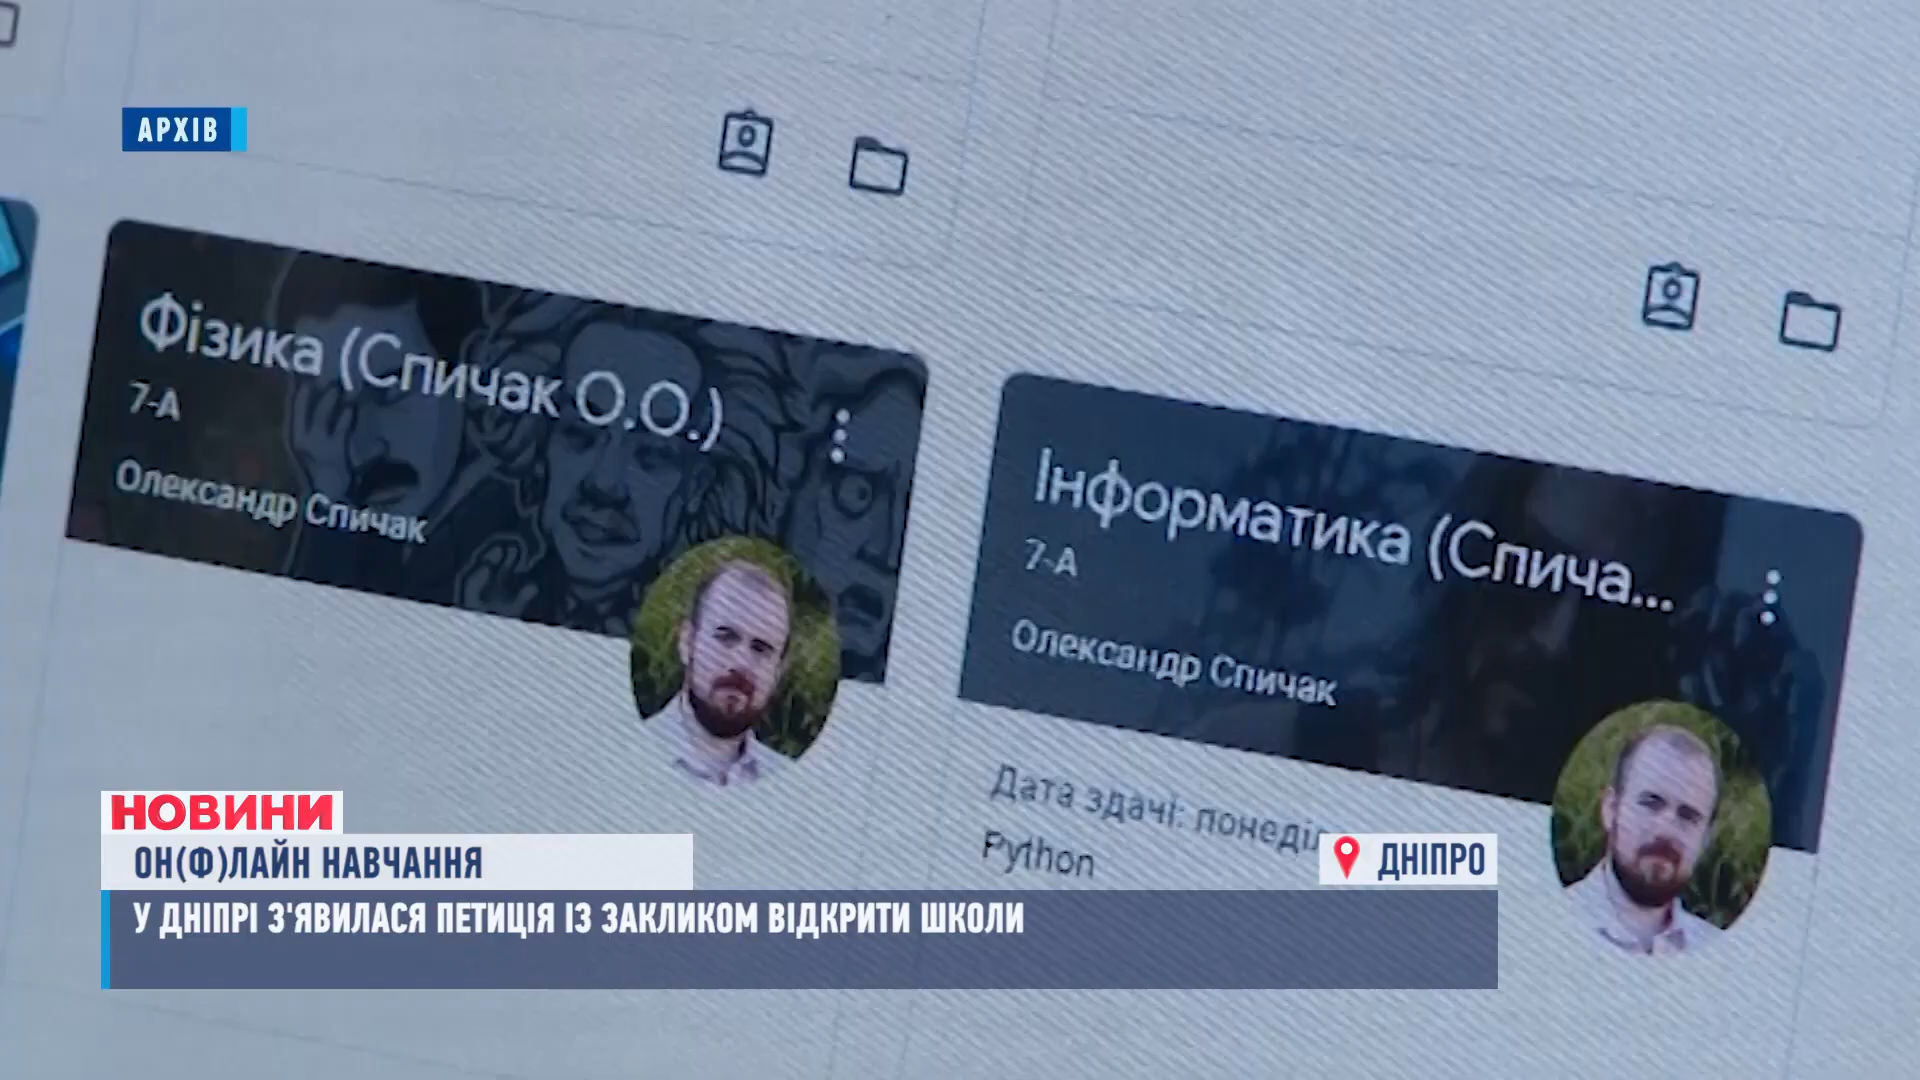 АРХІВ
Фізика (Спичак О.О.)
7-А
Олександр Спичак
Інформатика (Спича...
7-А
Олександр Спичак
Дата здачі:
Python
НОВИНИ
ОН(Ф)ЛАЙН НАВЧАННЯ
ДНІПРО
У ДНІПРІ З'ЯВИЛАСЯ ПЕТИЦІЯ ІЗ ЗАКЛИКОМ ВІДКРИТИ ШКОЛИ